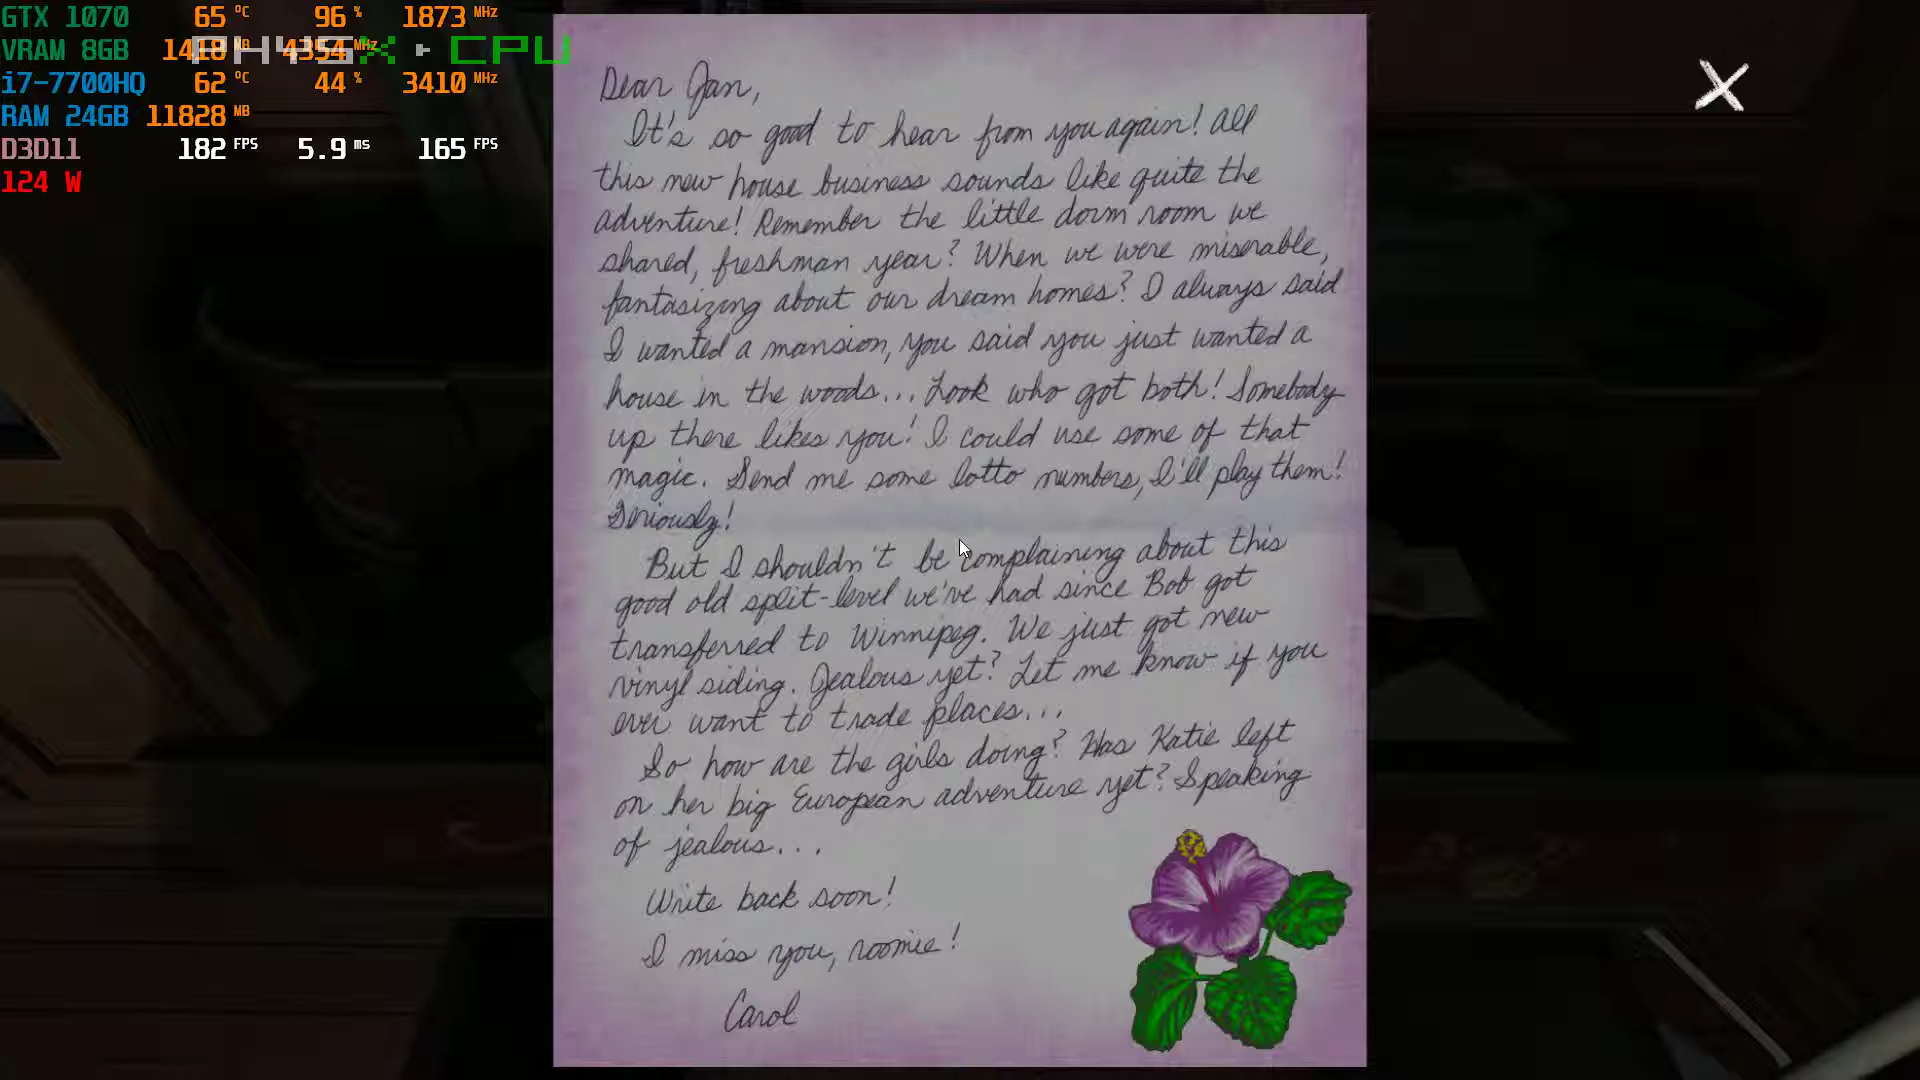 GTX 1070 65 °C 96 % 1873 MHz
VRAM 8GB 1418 MB 4354 MHz
PHYSX ▸ CPU
i7-7700HQ 62 °C 44 % 3410 MHz
RAM 24GB 11828 MB
D3D11 182 FPS 5.9 ms 165 FPS
124 W
Dear Jan,
It's so good to hear from you again! All
this new house business sounds like quite the
adventure! Remember the little dorm room we
shared, freshman year? When we were miserable,
fantasizing about our dream homes? I always said
I wanted a mansion, you said you just wanted a
house in the woods... Look who got both! Somebody
up there likes you! I could use some of that
magic. Send me some lotto numbers, I'll play them!
Seriously!
But I shouldn't be complaining about this
good old split-level we've had since Bob got
transferred to Winnipeg. We just got new
vinyl siding. Jealous yet? Let me know if you
ever want to trade places...
So how are the girls doing? Has Katie left
on her big European adventure yet? Speaking
of jealous...
Write back soon!
I miss you, roomie!
Carol